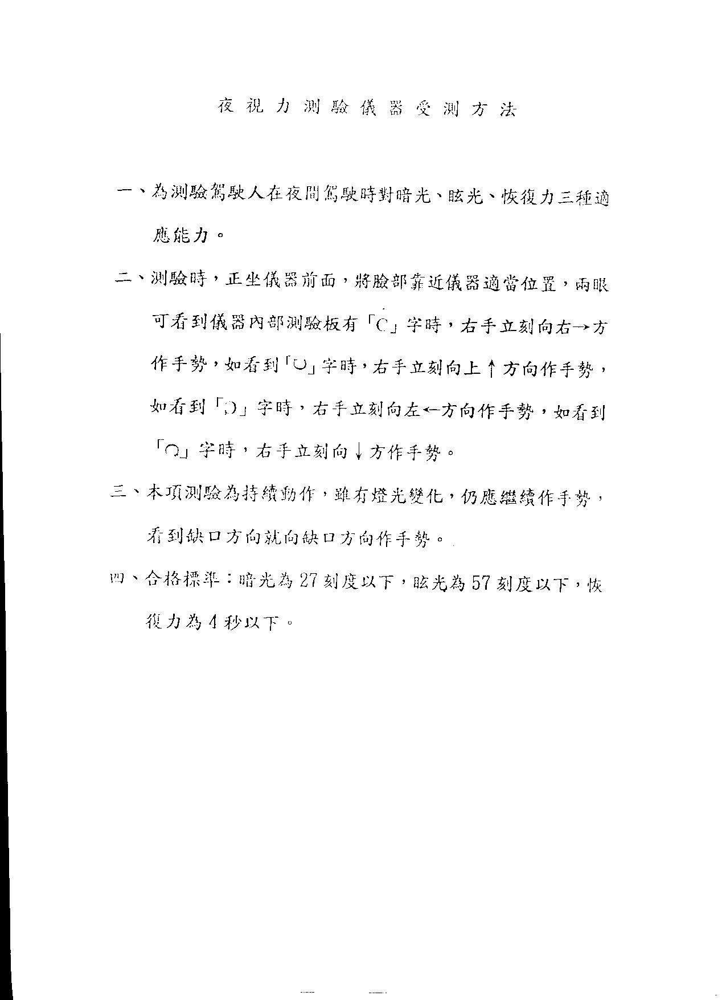 夜視力測驗儀器受測方法
一、為測驗駕駛人在夜間駕駛時對暗光、眩光、恢復力三種適
應能力。
二、測驗時，正坐儀器前面，將臉部靠近儀器適當位置，兩眼
可看到儀器內部測驗板有「C」字時，右手立刻向右→方
作手勢，如看到「U」字時，右手立刻向上↑方向作手勢，
如看到「Ɔ」字時，右手立刻向左←方向作手勢，如看到
「∩」字時，右手立刻向↓方作手勢。
三、本項測驗為持續動作，雖有燈光變化，仍應繼續作手勢，
看到缺口方向就向缺口方向作手勢。
四、合格標準：暗光為27刻度以下，眩光為57刻度以下，恢
復力為4秒以下。